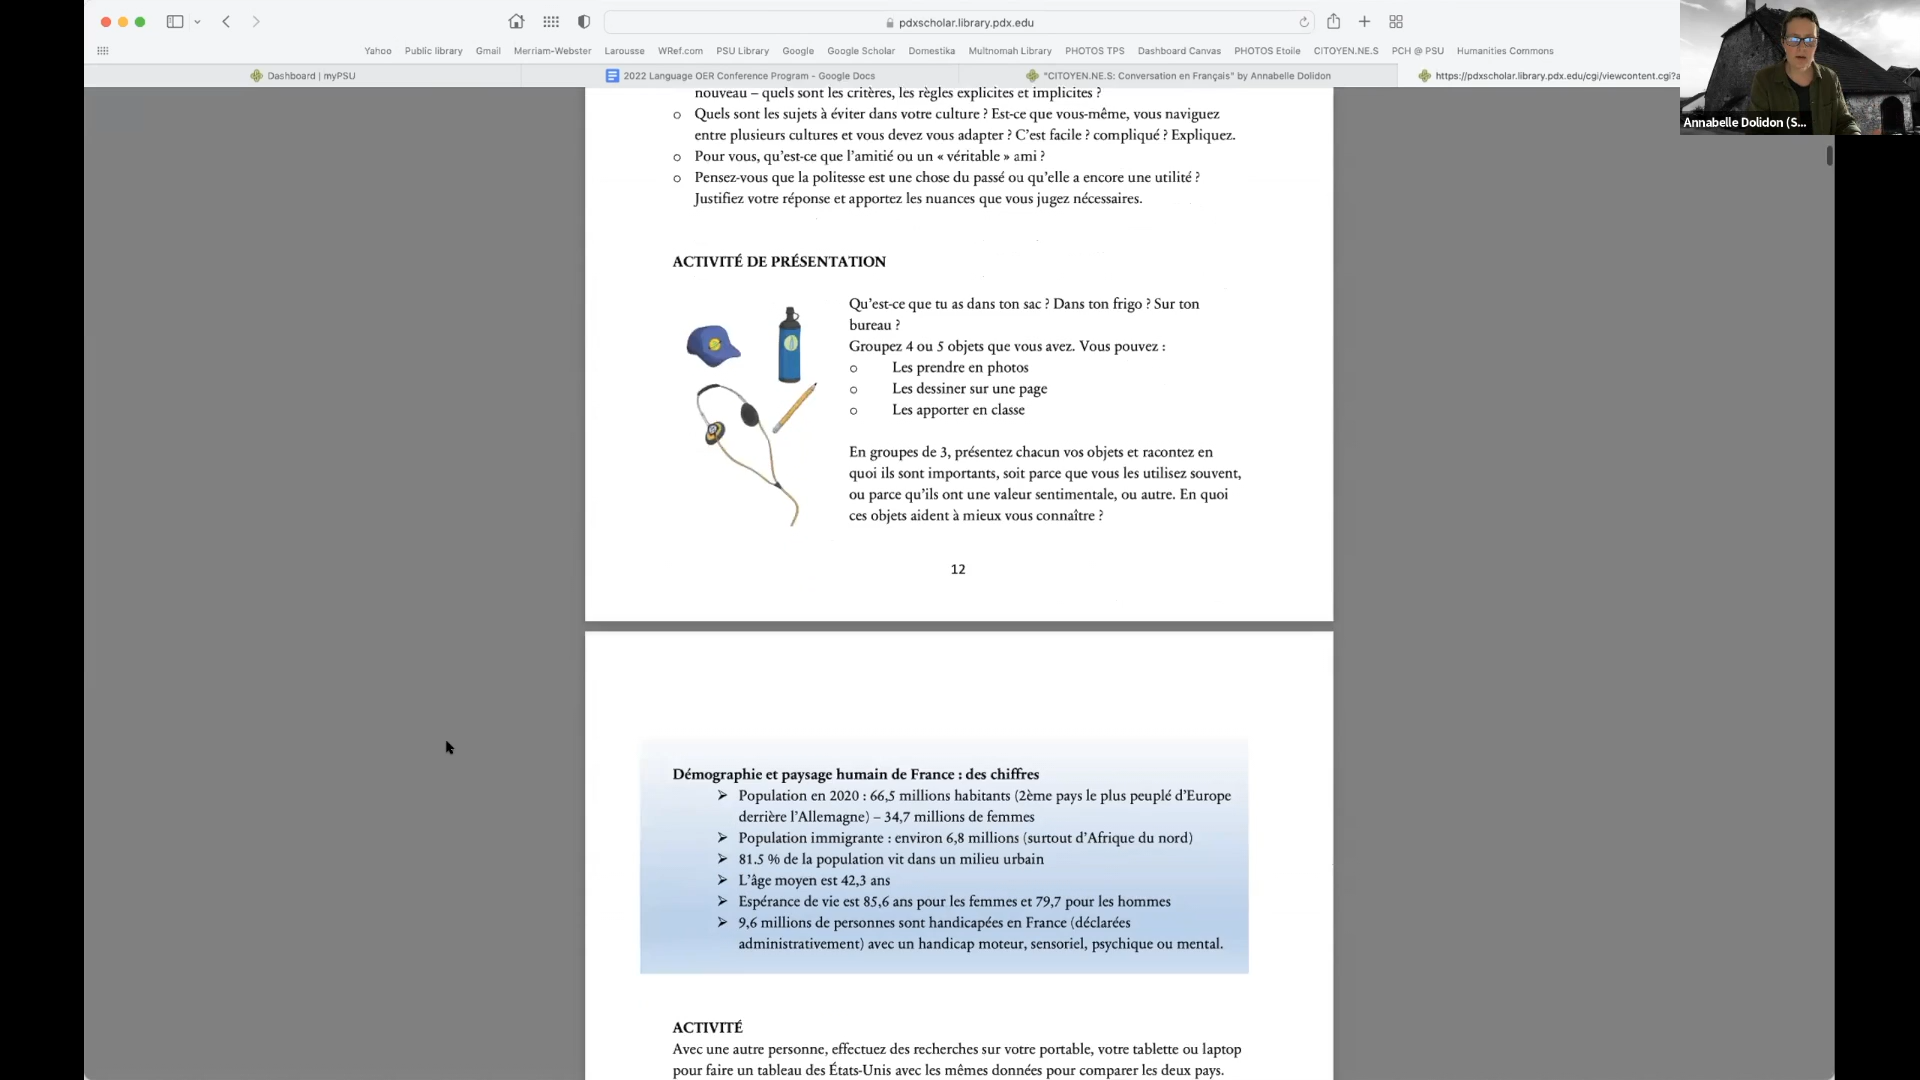 pdxscholar.library.pdx.edu
Yahoo Public library Gmail Merriam-Webster Larousse WRef.com PSU Library Google Google Scholar Domestika Multnomah Library PHOTOS TPS Dashboard Canvas PHOTOS Etoile CITOYEN.NE.S PCH @ PSU Humanities Commons
Dashboard | myPSU
2022 Language OER Conference Program - Google Docs
"CITOYEN.NE.S: Conversation en Français" by Annabelle Dolidon
https://pdxscholar.library.pdx.edu/cgi/viewcontent.cgi?a
Annabelle Dolidon (S...
nouveau – quels sont les critères, les règles explicites et implicites ?
o Quels sont les sujets à éviter dans votre culture ? Est-ce que vous-même, vous naviguez
entre plusieurs cultures et vous devez vous adapter ? C'est facile ? compliqué ? Expliquez.
o Pour vous, qu'est-ce que l'amitié ou un « véritable » ami ?
o Pensez-vous que la politesse est une chose du passé ou qu'elle a encore une utilité ?
Justifiez votre réponse et apportez les nuances que vous jugez nécessaires.
ACTIVITÉ DE PRÉSENTATION
Qu'est-ce que tu as dans ton sac ? Dans ton frigo ? Sur ton
bureau ?
Groupez 4 ou 5 objets que vous avez. Vous pouvez :
o Les prendre en photos
o Les dessiner sur une page
o Les apporter en classe
En groupes de 3, présentez chacun vos objets et racontez en
quoi ils sont importants, soit parce que vous les utilisez souvent,
ou parce qu'ils ont une valeur sentimentale, ou autre. En quoi
ces objets aident à mieux vous connaître ?
12
Démographie et paysage humain de France : des chiffres
➢ Population en 2020 : 66,5 millions habitants (2ème pays le plus peuplé d'Europe
derrière l'Allemagne) – 34,7 millions de femmes
➢ Population immigrante : environ 6,8 millions (surtout d'Afrique du nord)
➢ 81.5 % de la population vit dans un milieu urbain
➢ L'âge moyen est 42,3 ans
➢ Espérance de vie est 85,6 ans pour les femmes et 79,7 pour les hommes
➢ 9,6 millions de personnes sont handicapées en France (déclarées
administrativement) avec un handicap moteur, sensoriel, psychique ou mental.
ACTIVITÉ
Avec une autre personne, effectuez des recherches sur votre portable, votre tablette ou laptop
pour faire un tableau des États-Unis avec les mêmes données pour comparer les deux pays.